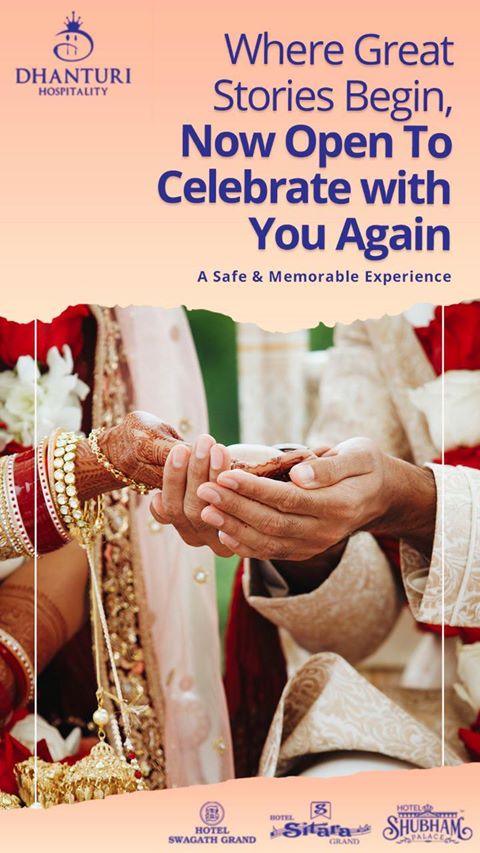 DHANTURI
HOSPITALITY
Where Great
Stories Begin,
Now Open To
Celebrate with
You Again
A Safe & Memorable Experience
HOTEL
SWAGATH GRAND
HOTEL
Sitara
GRAND
HOTEL
SHUBHAM
PALACE